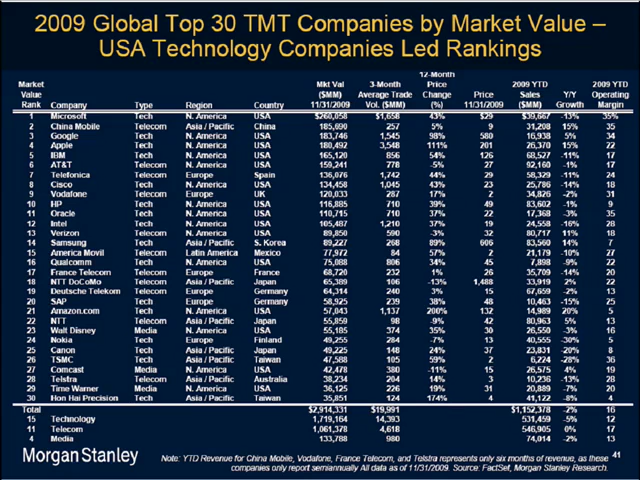 2009 Global Top 30 TMT Companies by Market Value –
USA Technology Companies Led Rankings
12-Month
Market Mkt Val 3-Month Price 2009 YTD 2009 YTD
Value ($MM) Average Trade Change Price Sales Y/Y Operating
Rank Company Type Region Country 11/31/2009 Vol. ($MM) (%) 11/31/2009 ($MM) Growth Margin
1 Microsoft Tech N. America USA $260,058 $1,658 43% $29 $39,667 -13% 35%
2 China Mobile Telecom Asia / Pacific China 185,690 257 5% 9 31,208 15% 35
3 Google Tech N. America USA 183,746 1,545 98% 580 16,938 5% 34
4 Apple Tech N. America USA 180,492 3,548 111% 201 26,370 15% 22
5 IBM Tech N. America USA 165,120 856 54% 126 68,527 -11% 17
6 AT&T Telecom N. America USA 159,241 778 -5% 27 92,160 -1% 17
7 Telefonica Telecom Europe Spain 136,076 1,742 44% 29 58,329 -11% 24
8 Cisco Tech N. America USA 134,458 1,045 43% 23 25,786 -14% 18
9 Vodafone Telecom Europe UK 120,033 287 17% 2 34,826 -2% 31
10 HP Tech N. America USA 116,885 710 39% 49 83,602 -1% 9
11 Oracle Tech N. America USA 110,715 710 37% 22 17,368 -3% 35
12 Intel Tech N. America USA 105,487 1,210 37% 19 24,558 -16% 28
13 Verizon Telecom N. America USA 89,850 590 -3% 32 80,717 11% 18
14 Samsung Tech Asia / Pacific S. Korea 89,227 268 89% 606 83,560 14% 7
15 America Movil Telecom Latin America Mexico 77,972 84 57% 2 21,179 -10% 27
16 Qualcomm Tech N. America USA 75,088 806 34% 45 7,898 -9% 22
17 France Telecom Telecom Europe France 68,720 232 1% 26 35,709 -14% 20
18 NTT DoCoMo Telecom Asia / Pacific Japan 65,389 106 -13% 1,488 33,919 2% 22
19 Deutsche Telekom Telecom Europe Germany 64,314 240 3% 15 67,659 -2% 13
20 SAP Tech Europe Germany 58,925 239 38% 48 10,463 -15% 25
21 Amazon.com Tech N. America USA 57,043 1,137 200% 132 14,989 20% 5
22 NTT Telecom Asia / Pacific Japan 55,859 98 -9% 42 80,963 5% 13
23 Walt Disney Media N. America USA 55,185 374 35% 30 26,550 -3% 16
24 Nokia Tech Europe Finland 49,255 284 -7% 13 40,555 -30% 5
25 Canon Tech Asia / Pacific Japan 49,225 148 24% 37 23,831 -20% 8
26 TSMC Tech Asia / Pacific Taiwan 47,588 105 59% 2 6,224 -28% 36
27 Comcast Media N. America USA 42,478 380 -11% 15 26,575 4% 19
28 Telstra Telecom Asia / Pacific Australia 38,234 204 14% 3 10,236 -13% 28
29 Time Warner Media N. America USA 36,125 226 19% 31 20,889 -7% 20
30 Hon Hai Precision Tech Asia / Pacific Taiwan 35,851 124 174% 4 41,122 -8% 4
Total $2,914,331 $19,991 $1,152,378 -2% 16
15 Technology 1,719,164 14,393 531,459 -5% 12
11 Telecom 1,061,378 4,618 546,905 0% 17
4 Media 133,788 980 74,014 -2% 13
Morgan Stanley
Note: YTD Revenue for China Mobile, Vodafone, France Telecom, and Telstra represents only six months of revenue, as these 41
companies only report semiannually All data as of 11/31/2009. Source: FactSet, Morgan Stanley Research.